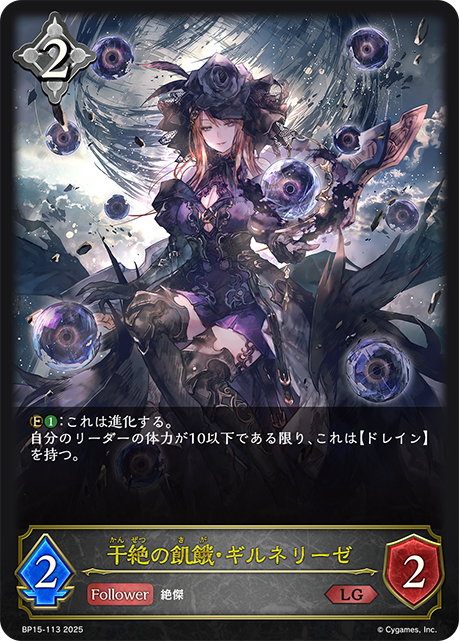 2
E 1：これは進化する。
自分のリーダーの体力が10以下である限り、これは【ドレイン】
を持つ。
かん ぜつ き が
干絶の飢餓・ギルネリーゼ
2 Follower 絶傑 LG 2
BP15-113 2025 © Cygames, Inc.